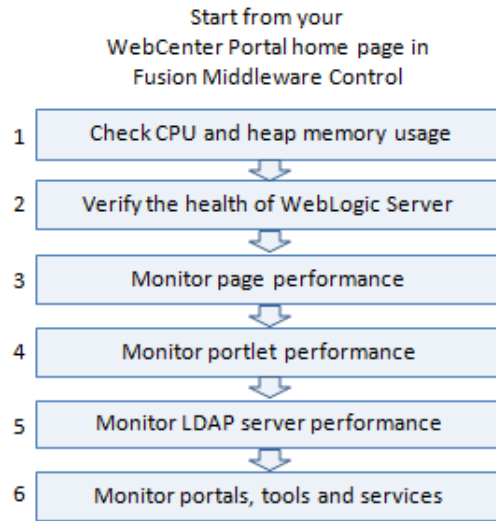 Start from your
WebCenter Portal home page in
Fusion Middleware Control
1 Check CPU and heap memory usage
2 Verify the health of WebLogic Server
3 Monitor page performance
4 Monitor portlet performance
5 Monitor LDAP server performance
6 Monitor portals, tools and services